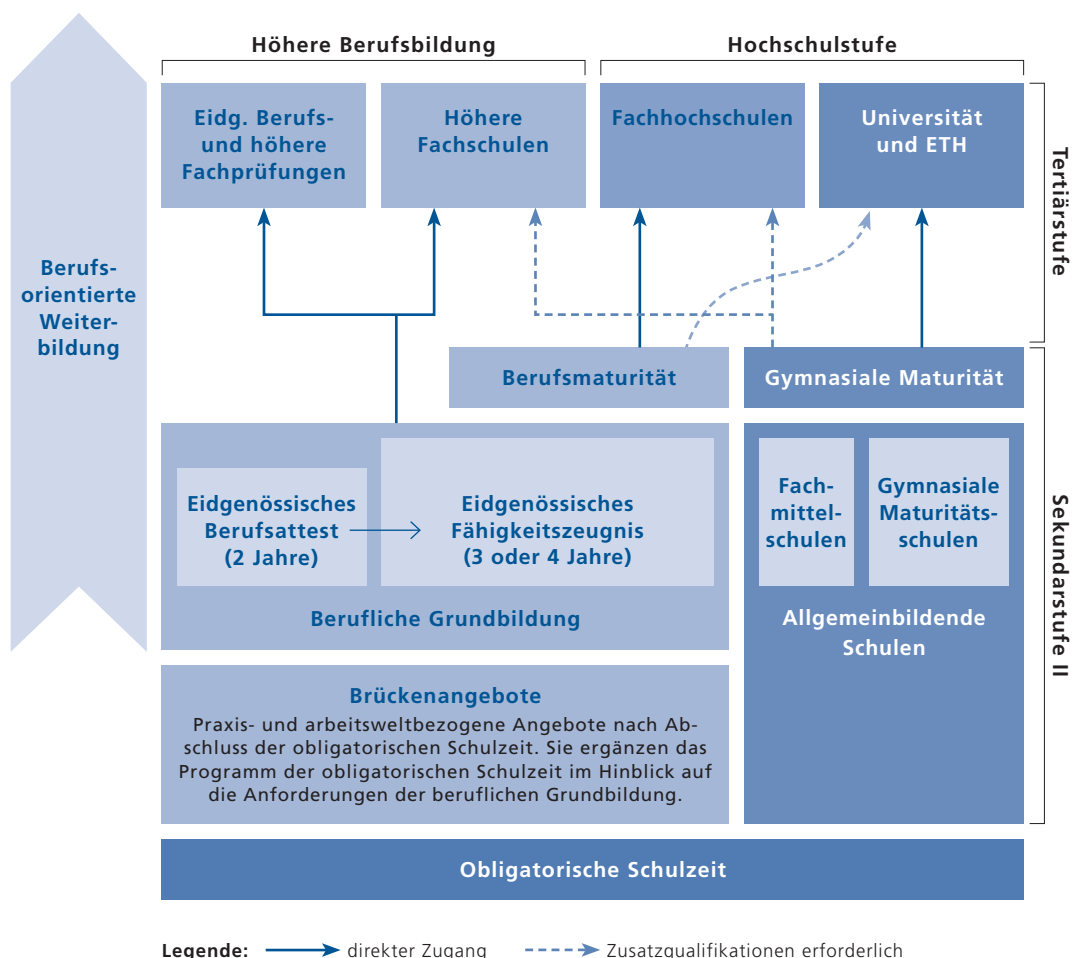 Höhere Berufsbildung
Hochschulstufe
Eidg. Berufs-
und höhere
Fachprüfungen
Höhere
Fachschulen
Fachhochschulen
Universität
und ETH
Tertiärstufe
Berufs-
orientierte
Weiter-
bildung
Berufsmaturität
Gymnasiale Maturität
Eidgenössisches
Berufsattest
(2 Jahre)
Eidgenössisches
Fähigkeitszeugnis
(3 oder 4 Jahre)
Berufliche Grundbildung
Fach-
mittel-
schulen
Gymnasiale
Maturitäts-
schulen
Allgemeinbildende
Schulen
Sekundarstufe II
Brückenangebote
Praxis- und arbeitsweltbezogene Angebote nach Ab-
schluss der obligatorischen Schulzeit. Sie ergänzen das
Programm der obligatorischen Schulzeit im Hinblick auf
die Anforderungen der beruflichen Grundbildung.
Obligatorische Schulzeit
Legende: direkter Zugang Zusatzqualifikationen erforderlich